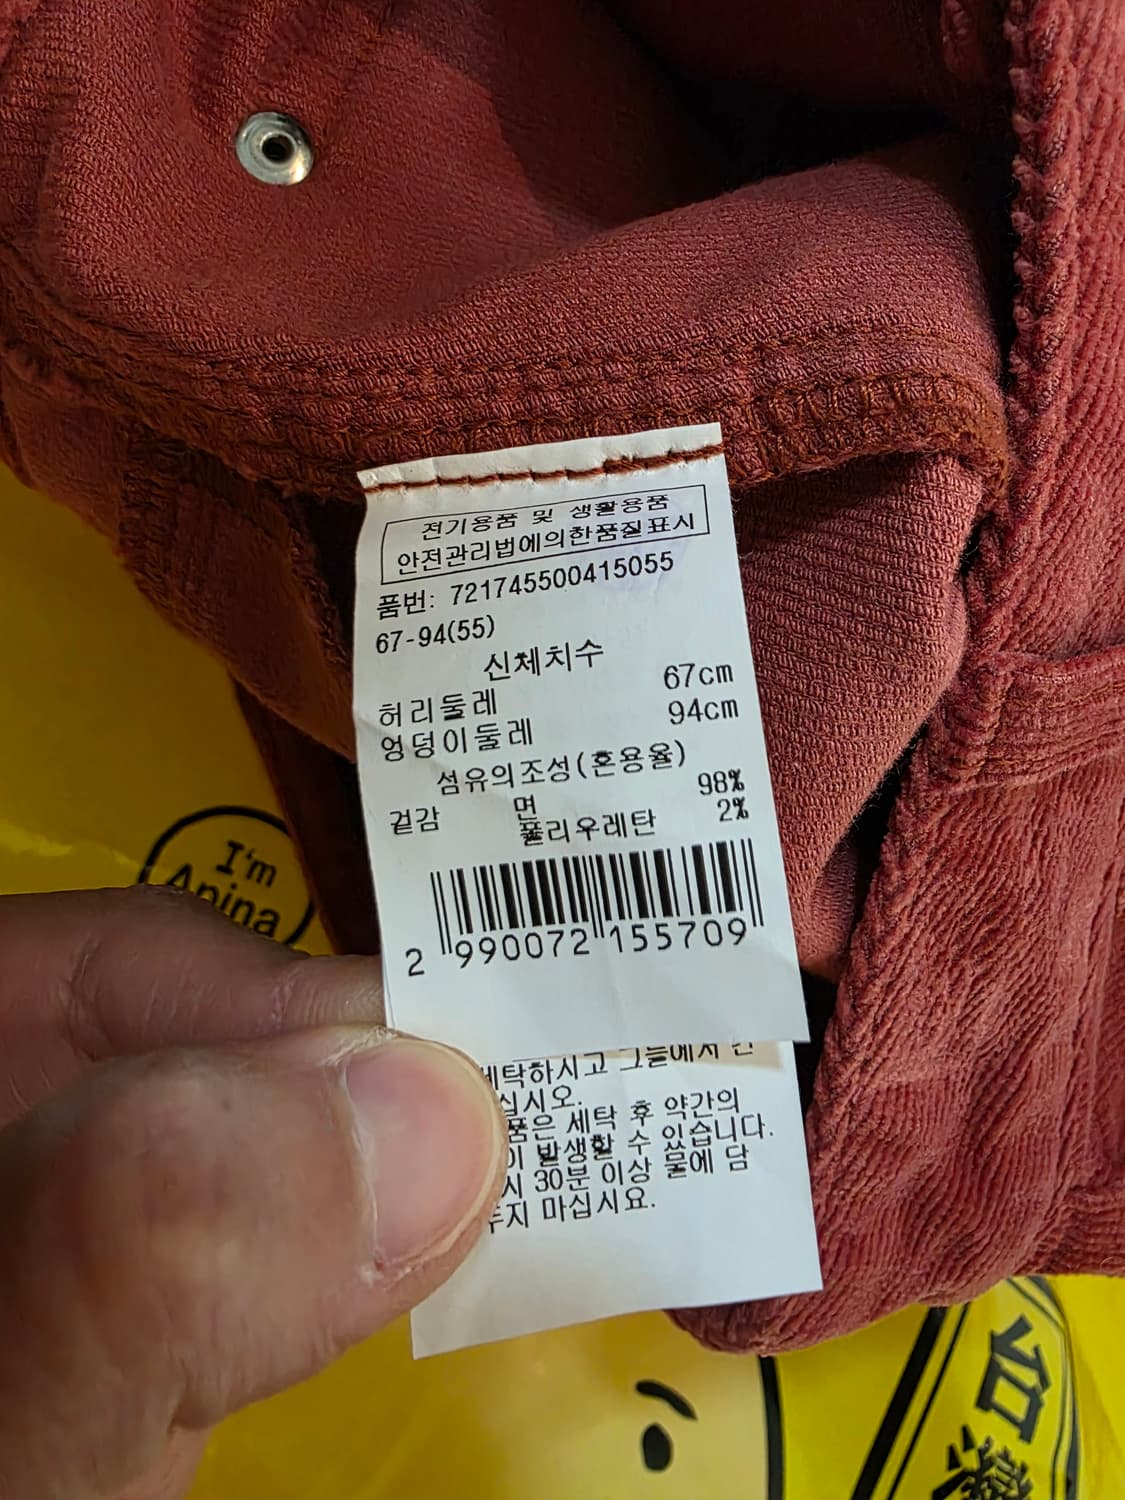 전기용품 및 생활용품
안전관리법에의한품질표시
품번: 721745500415055
67-94(55)
신체치수
허리둘레 67cm
엉덩이둘레 94cm
섬유의조성(혼용율)
겉감 면 98%
폴리우레탄 2%
2 990072 155709
세탁하시고 그늘에서
십시오.
품은 세탁 후 약간의
이 발생할 수 있습니다.
시 30분 이상 물에 담
두지 마십시요.
I'm
Apina
台